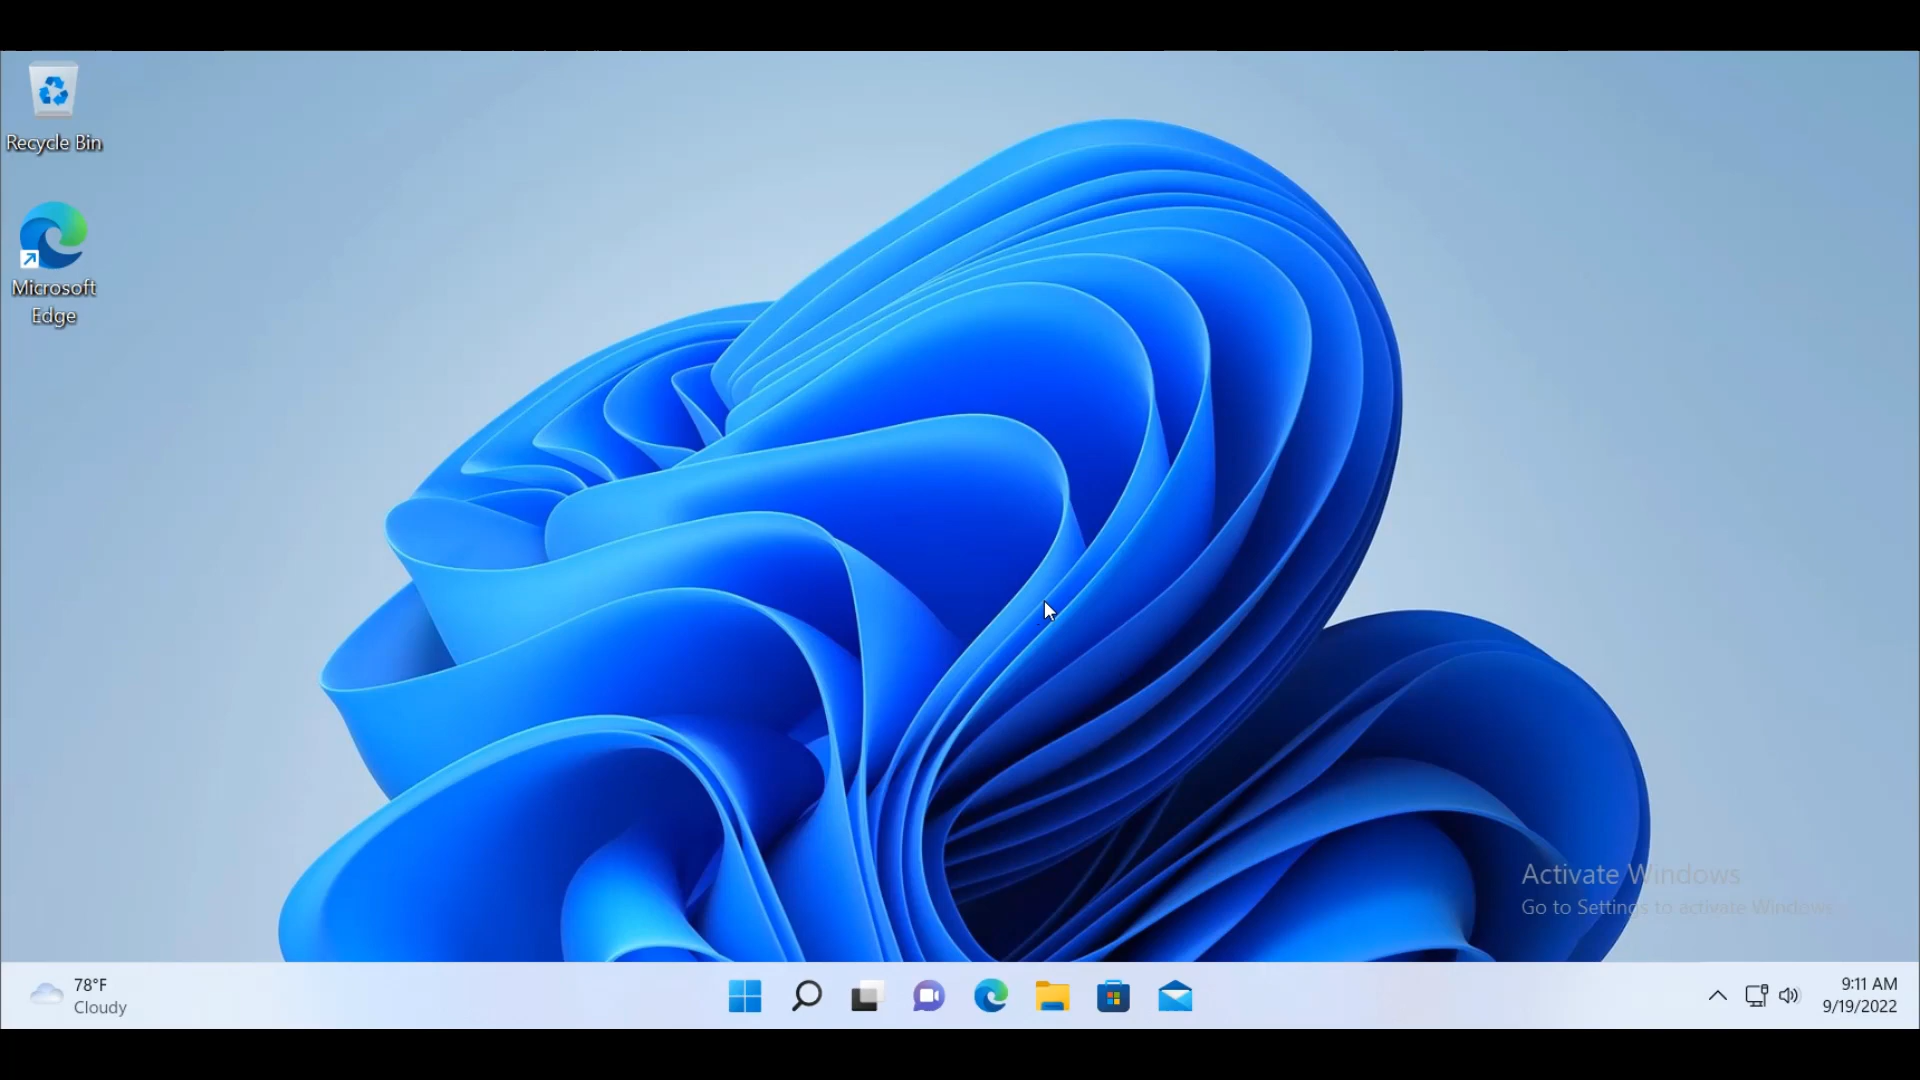 Recycle Bin
Microsoft
Edge
Activate Windows
Go to Settings to activate Windows.
78°F
Cloudy
9:11 AM
9/19/2022